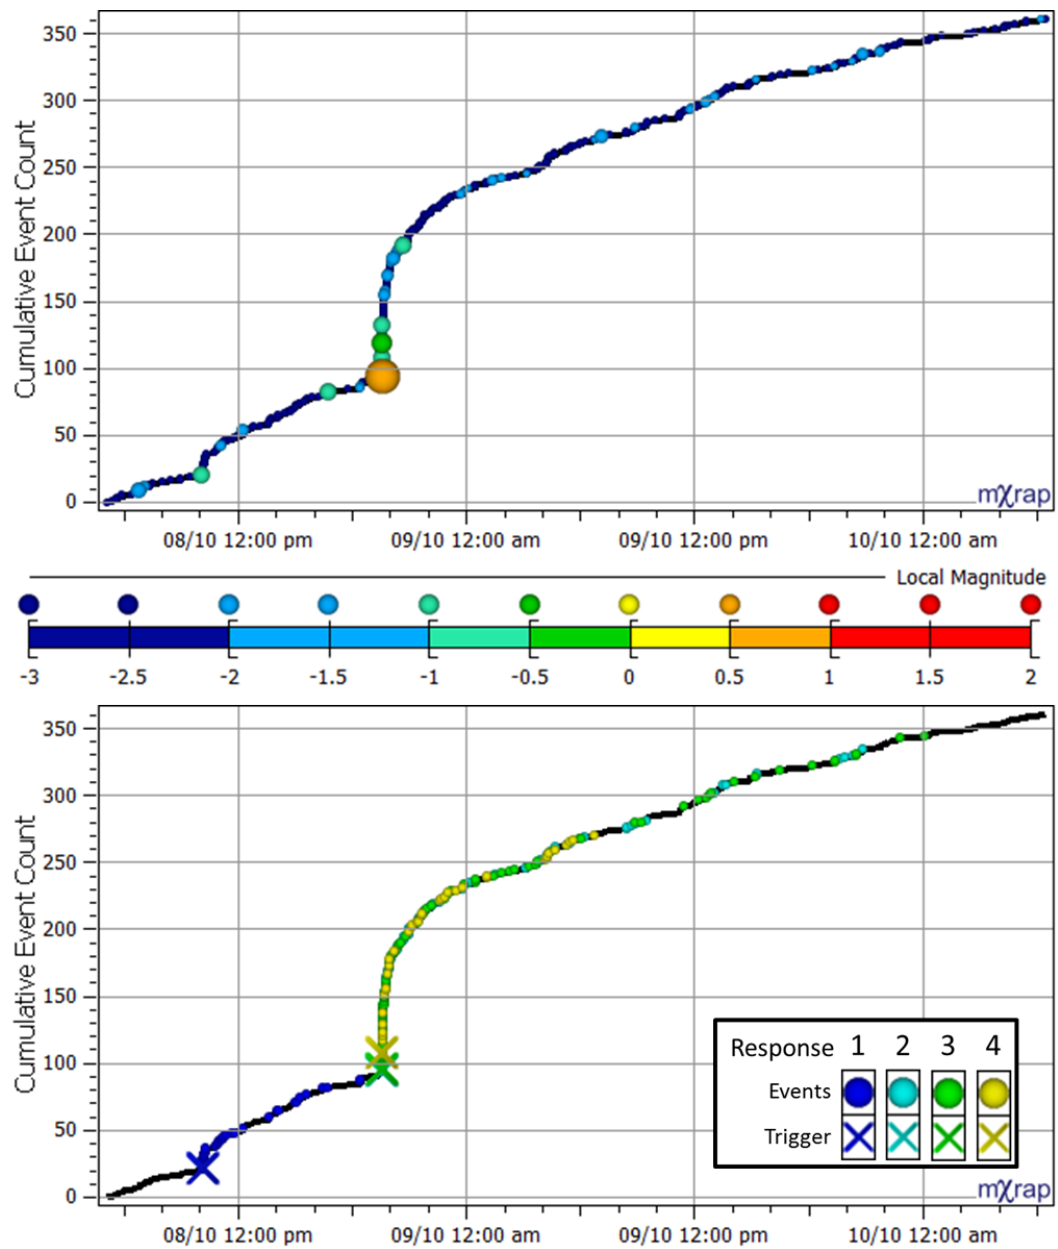 350
300
250
200
150
100
50
0
Cumulative Event Count
mχrap
08/10 12:00 pm 09/10 12:00 am 09/10 12:00 pm 10/10 12:00 am
Local Magnitude
-3 -2.5 -2 -1.5 -1 -0.5 0 0.5 1 1.5 2
350
300
250
200
150
100
50
0
Cumulative Event Count
Response 1 2 3 4
Events
Trigger
mχrap
08/10 12:00 pm 09/10 12:00 am 09/10 12:00 pm 10/10 12:00 am